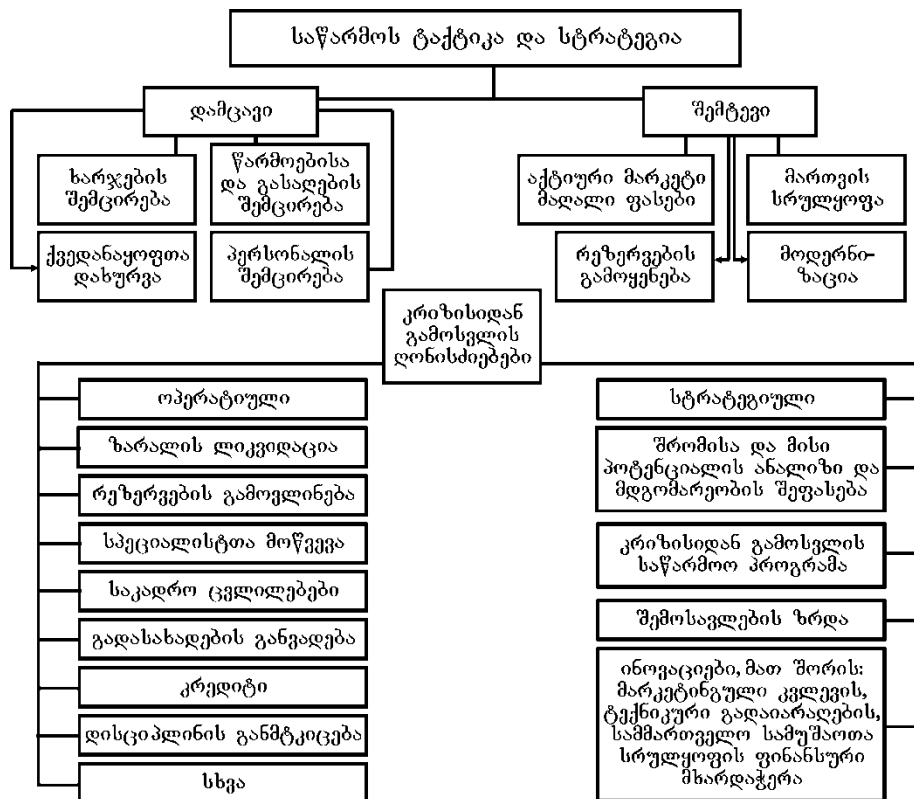 საწარმოს ტაქტიკა და სტრატეგია
დამცავი
შემტევი
ხარჯების
შემცირება
წარმოებისა
და გასაღების
შემცირება
აქტიური მარკეტი
მაღალი ფასები
მართვის
სრულყოფა
ქვედანაყოფთა
დახურვა
პერსონალის
შემცირება
რეზერვების
გამოყენება
მოდერნი-
ზაცია
კრიზისიდან
გამოსვლის
ღონისძიებები
ოპერატიული
ზარალის ლიკვიდაცია
რეზერვების გამოვლინება
სპეციალისტთა მოწვევა
საკადრო ცვლილებები
გადასახადების განვადება
კრედიტი
დისციპლინის განმტკიცება
სხვა
სტრატეგიული
შრომისა და მისი
პოტენციალის ანალიზი და
მდგომარეობის შეფასება
კრიზისიდან გამოსვლის
საწარმოო პროგრამა
შემოსავლების ზრდა
ინოვაციები, მათ შორის:
მარკეტინგული კვლევის,
ტექნიკური გადაიარაღების,
სამმართველო სამუშაოთა
სრულყოფის ფინანსური
მხარდაჭერა